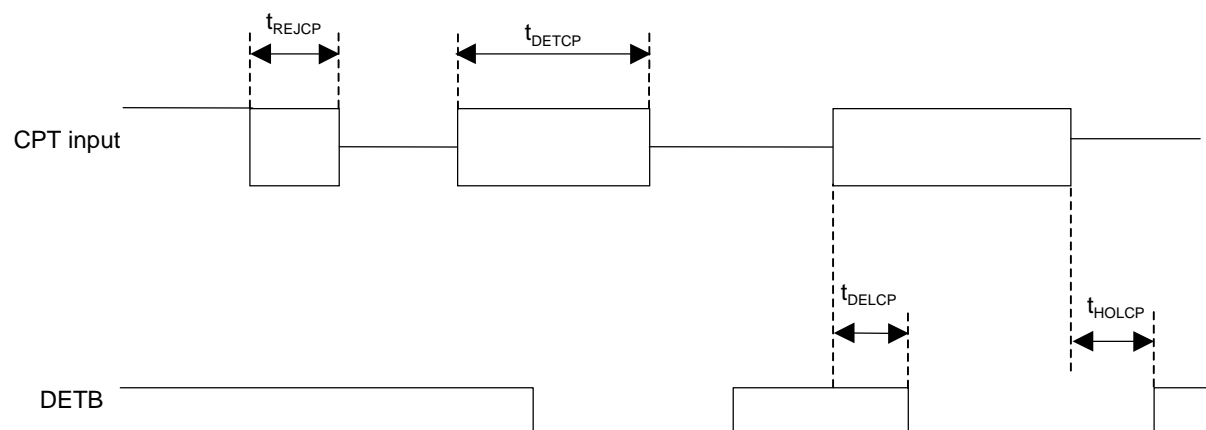 tREJCP
tDETCP
CPT input
tDELCP
tHOLCP
DETB